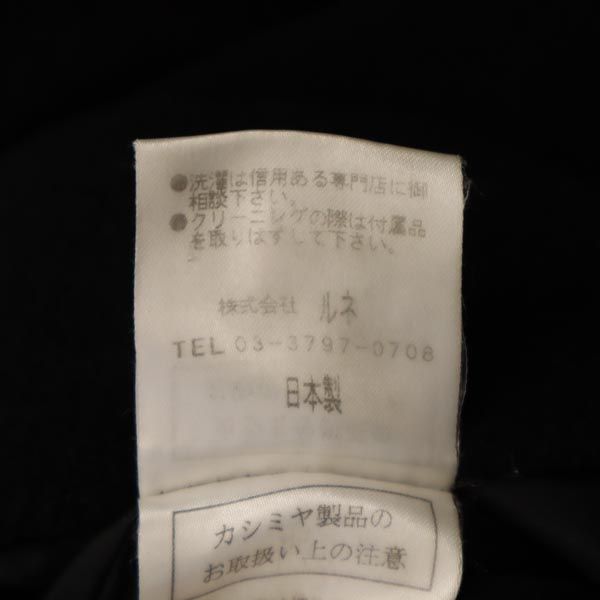 ●洗濯は信用ある専門店に御
相談下さい。
●クリーニングの際は付属品
を取りはずして下さい。
株式会社 ルネ
TEL 03-3797-0708
日本製
カシミヤ製品の
お取扱い上の注意